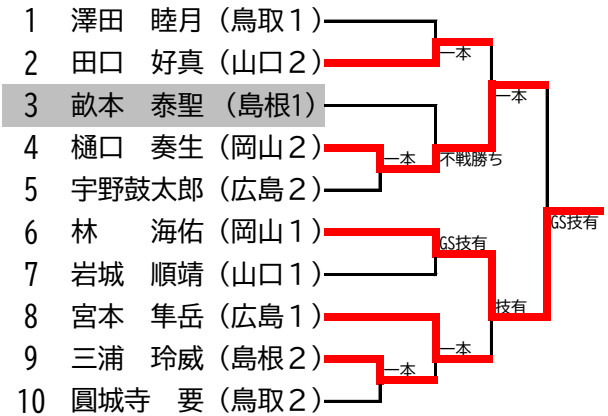 1 澤田 睦月（鳥取１）
2 田口 好真（山口２）
3 畝本 泰聖（島根1）
4 樋口 奏生（岡山２）
5 宇野鼓太郎（広島２）
6 林 海佑（岡山１）
7 岩城 順靖（山口１）
8 宮本 隼岳（広島１）
9 三浦 玲威（島根２）
10 圓城寺 要（鳥取２）
一本
一本
一本
不戦勝ち
GS技有
GS技有
技有
一本
一本